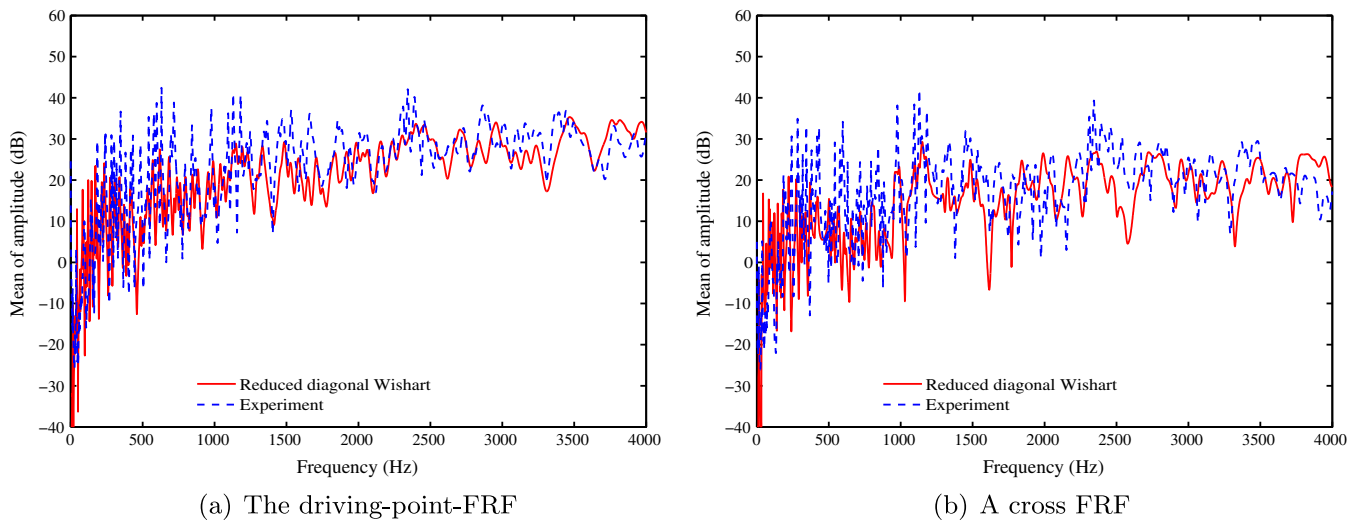 60
50
40
30
20
10
0
−10
−20
−30
−40
Mean of amplitude (dB)
Reduced diagonal Wishart
Experiment
0 500 1000 1500 2000 2500 3000 3500 4000
Frequency (Hz)
(a) The driving-point-FRF
60
50
40
30
20
10
0
−10
−20
−30
−40
Mean of amplitude (dB)
Reduced diagonal Wishart
Experiment
0 500 1000 1500 2000 2500 3000 3500 4000
Frequency (Hz)
(b) A cross FRF